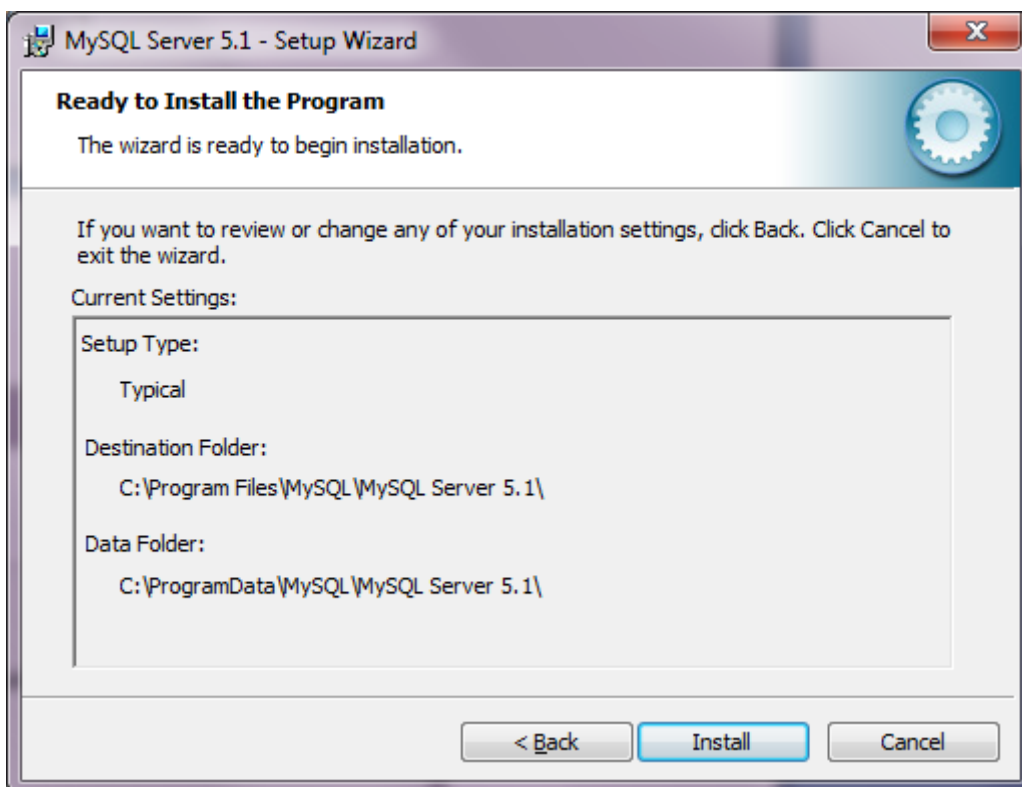 MySQL Server 5.1 - Setup Wizard
Ready to Install the Program
The wizard is ready to begin installation.
If you want to review or change any of your installation settings, click Back. Click Cancel to
exit the wizard.
Current Settings:
Setup Type:
Typical
Destination Folder:
C:\Program Files\MySQL\MySQL Server 5.1\
Data Folder:
C:\ProgramData\MySQL\MySQL Server 5.1\
< Back
Install
Cancel